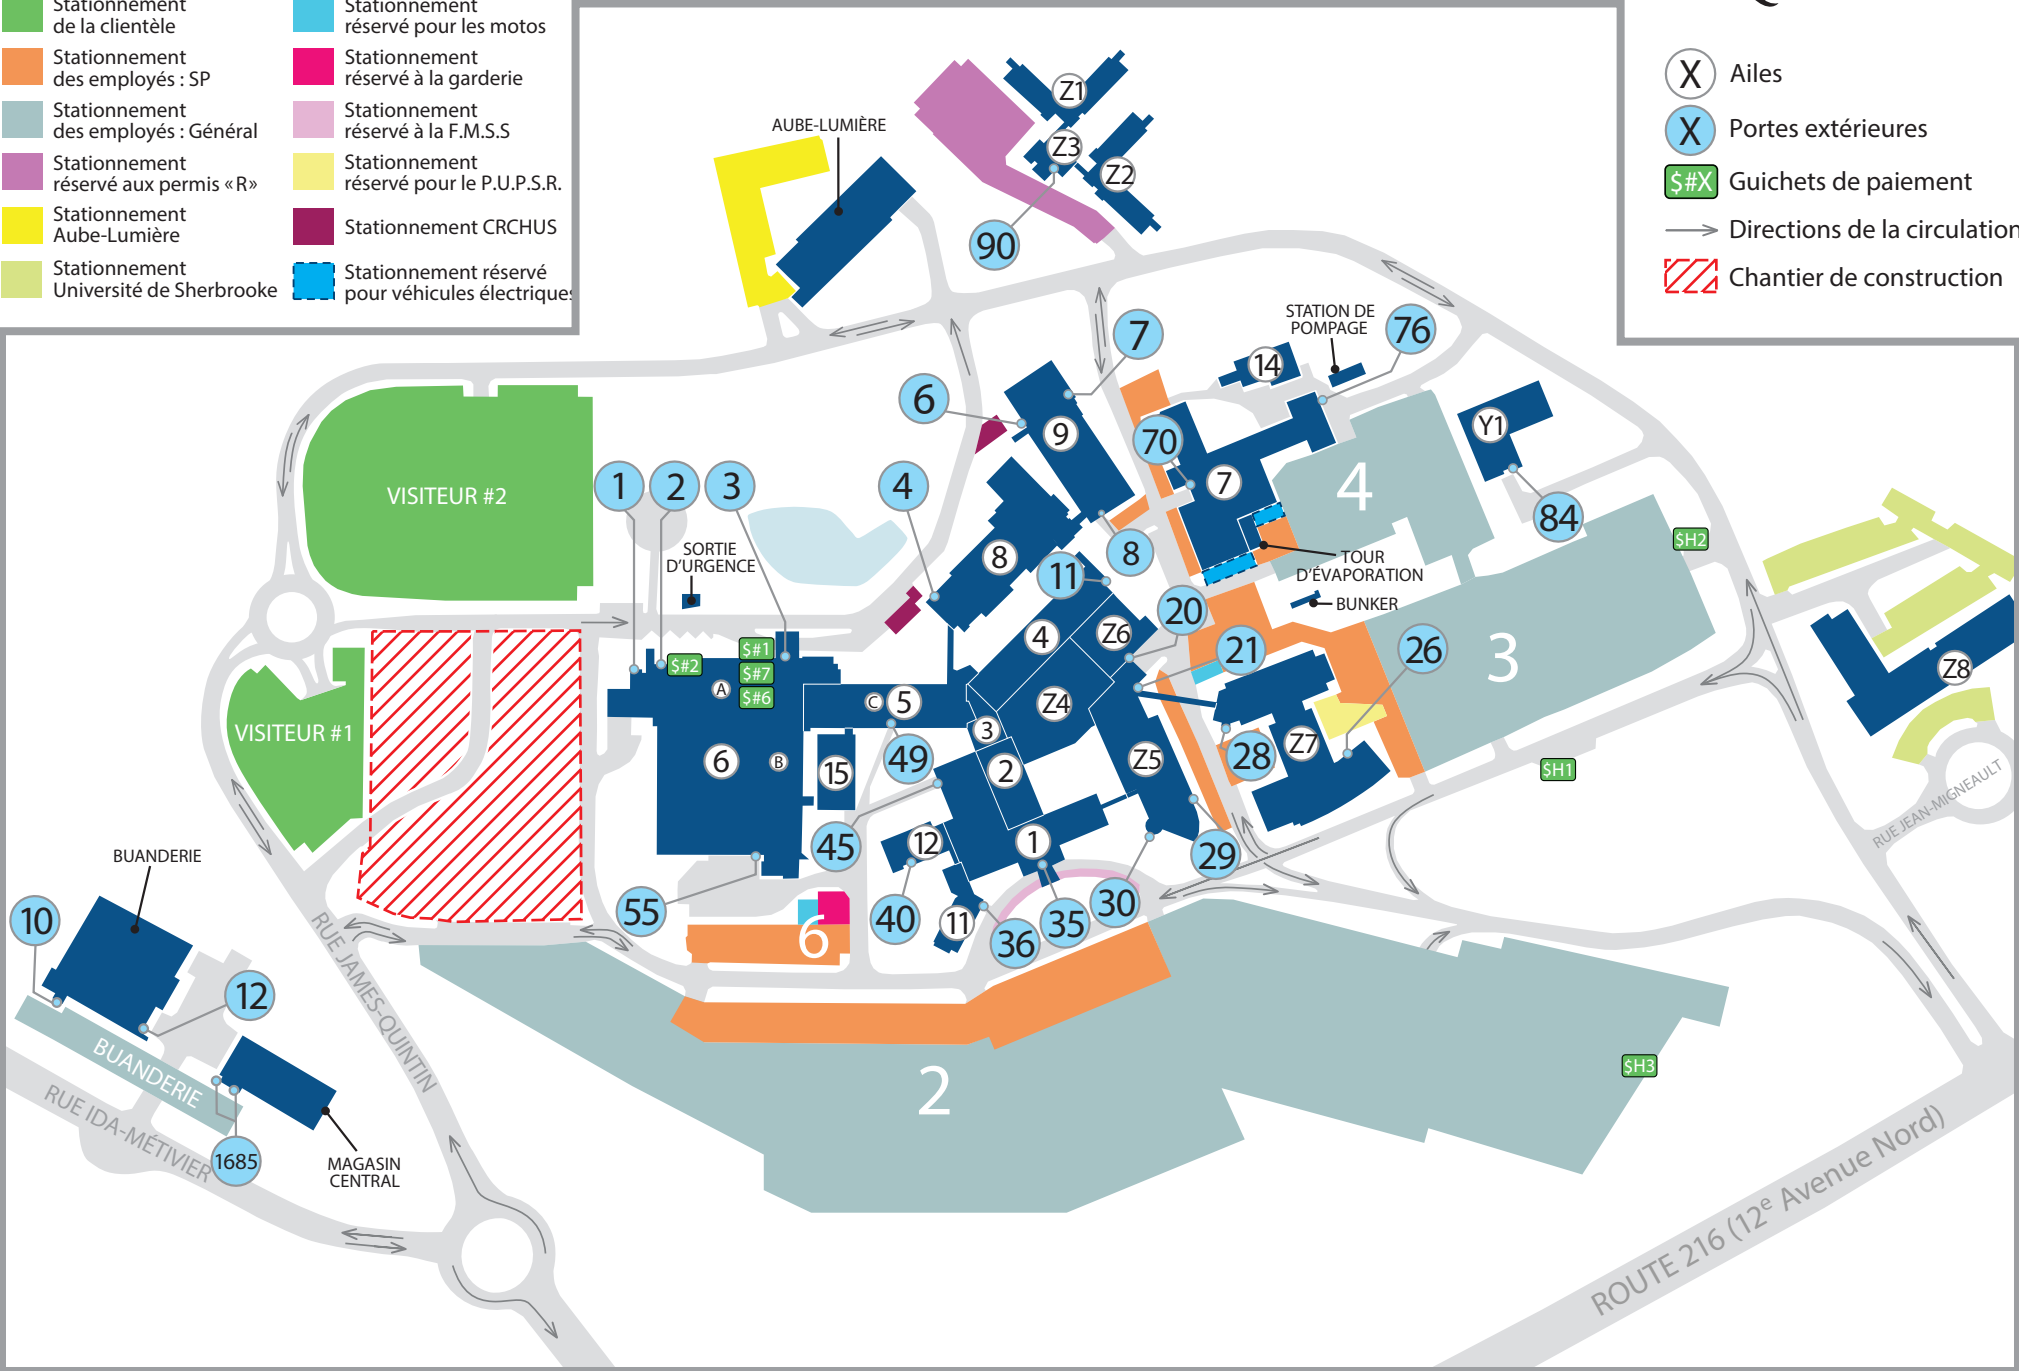 Stationnement
de la clientèle
Stationnement
des employés : SP
Stationnement
des employés : Général
Stationnement
réservé aux permis « R »
Stationnement
Aube-Lumière
Stationnement
Université de Sherbrooke
Stationnement
réservé pour les motos
Stationnement
réservé à la garderie
Stationnement
réservé à la F.M.S.S
Stationnement
réservé pour le P.U.P.S.R.
Stationnement CRCHUS
Stationnement réservé
pour véhicules électriques
X Ailes
X Portes extérieures
$#X Guichets de paiement
Directions de la circulation
Chantier de construction
Z1
AUBE-LUMIÈRE
Z3
Z2
90
7
STATION DE
POMPAGE
76
14
6
9
Y1
70
7
4
VISITEUR #2
1
2
3
4
84
$H2
SORTIE
D'URGENCE
8
8
11
TOUR
D'ÉVAPORATION
BUNKER
20
4
Z6
21
26
3
Z8
$#1
$#2
$#7
$#6
A
C
5
Z4
3
VISITEUR #1
6
B
15
49
2
Z5
28
Z7
$H1
RUE JEAN-MIGNEAULT
45
12
1
29
BUANDERIE
10
55
6
40
11
36
35
30
12
RUE JAMES-QUINTIN
BUANDERIE
2
$H3
RUE IDA-MÉTIVIER
1685
MAGASIN
CENTRAL
ROUTE 216 (12e Avenue Nord)